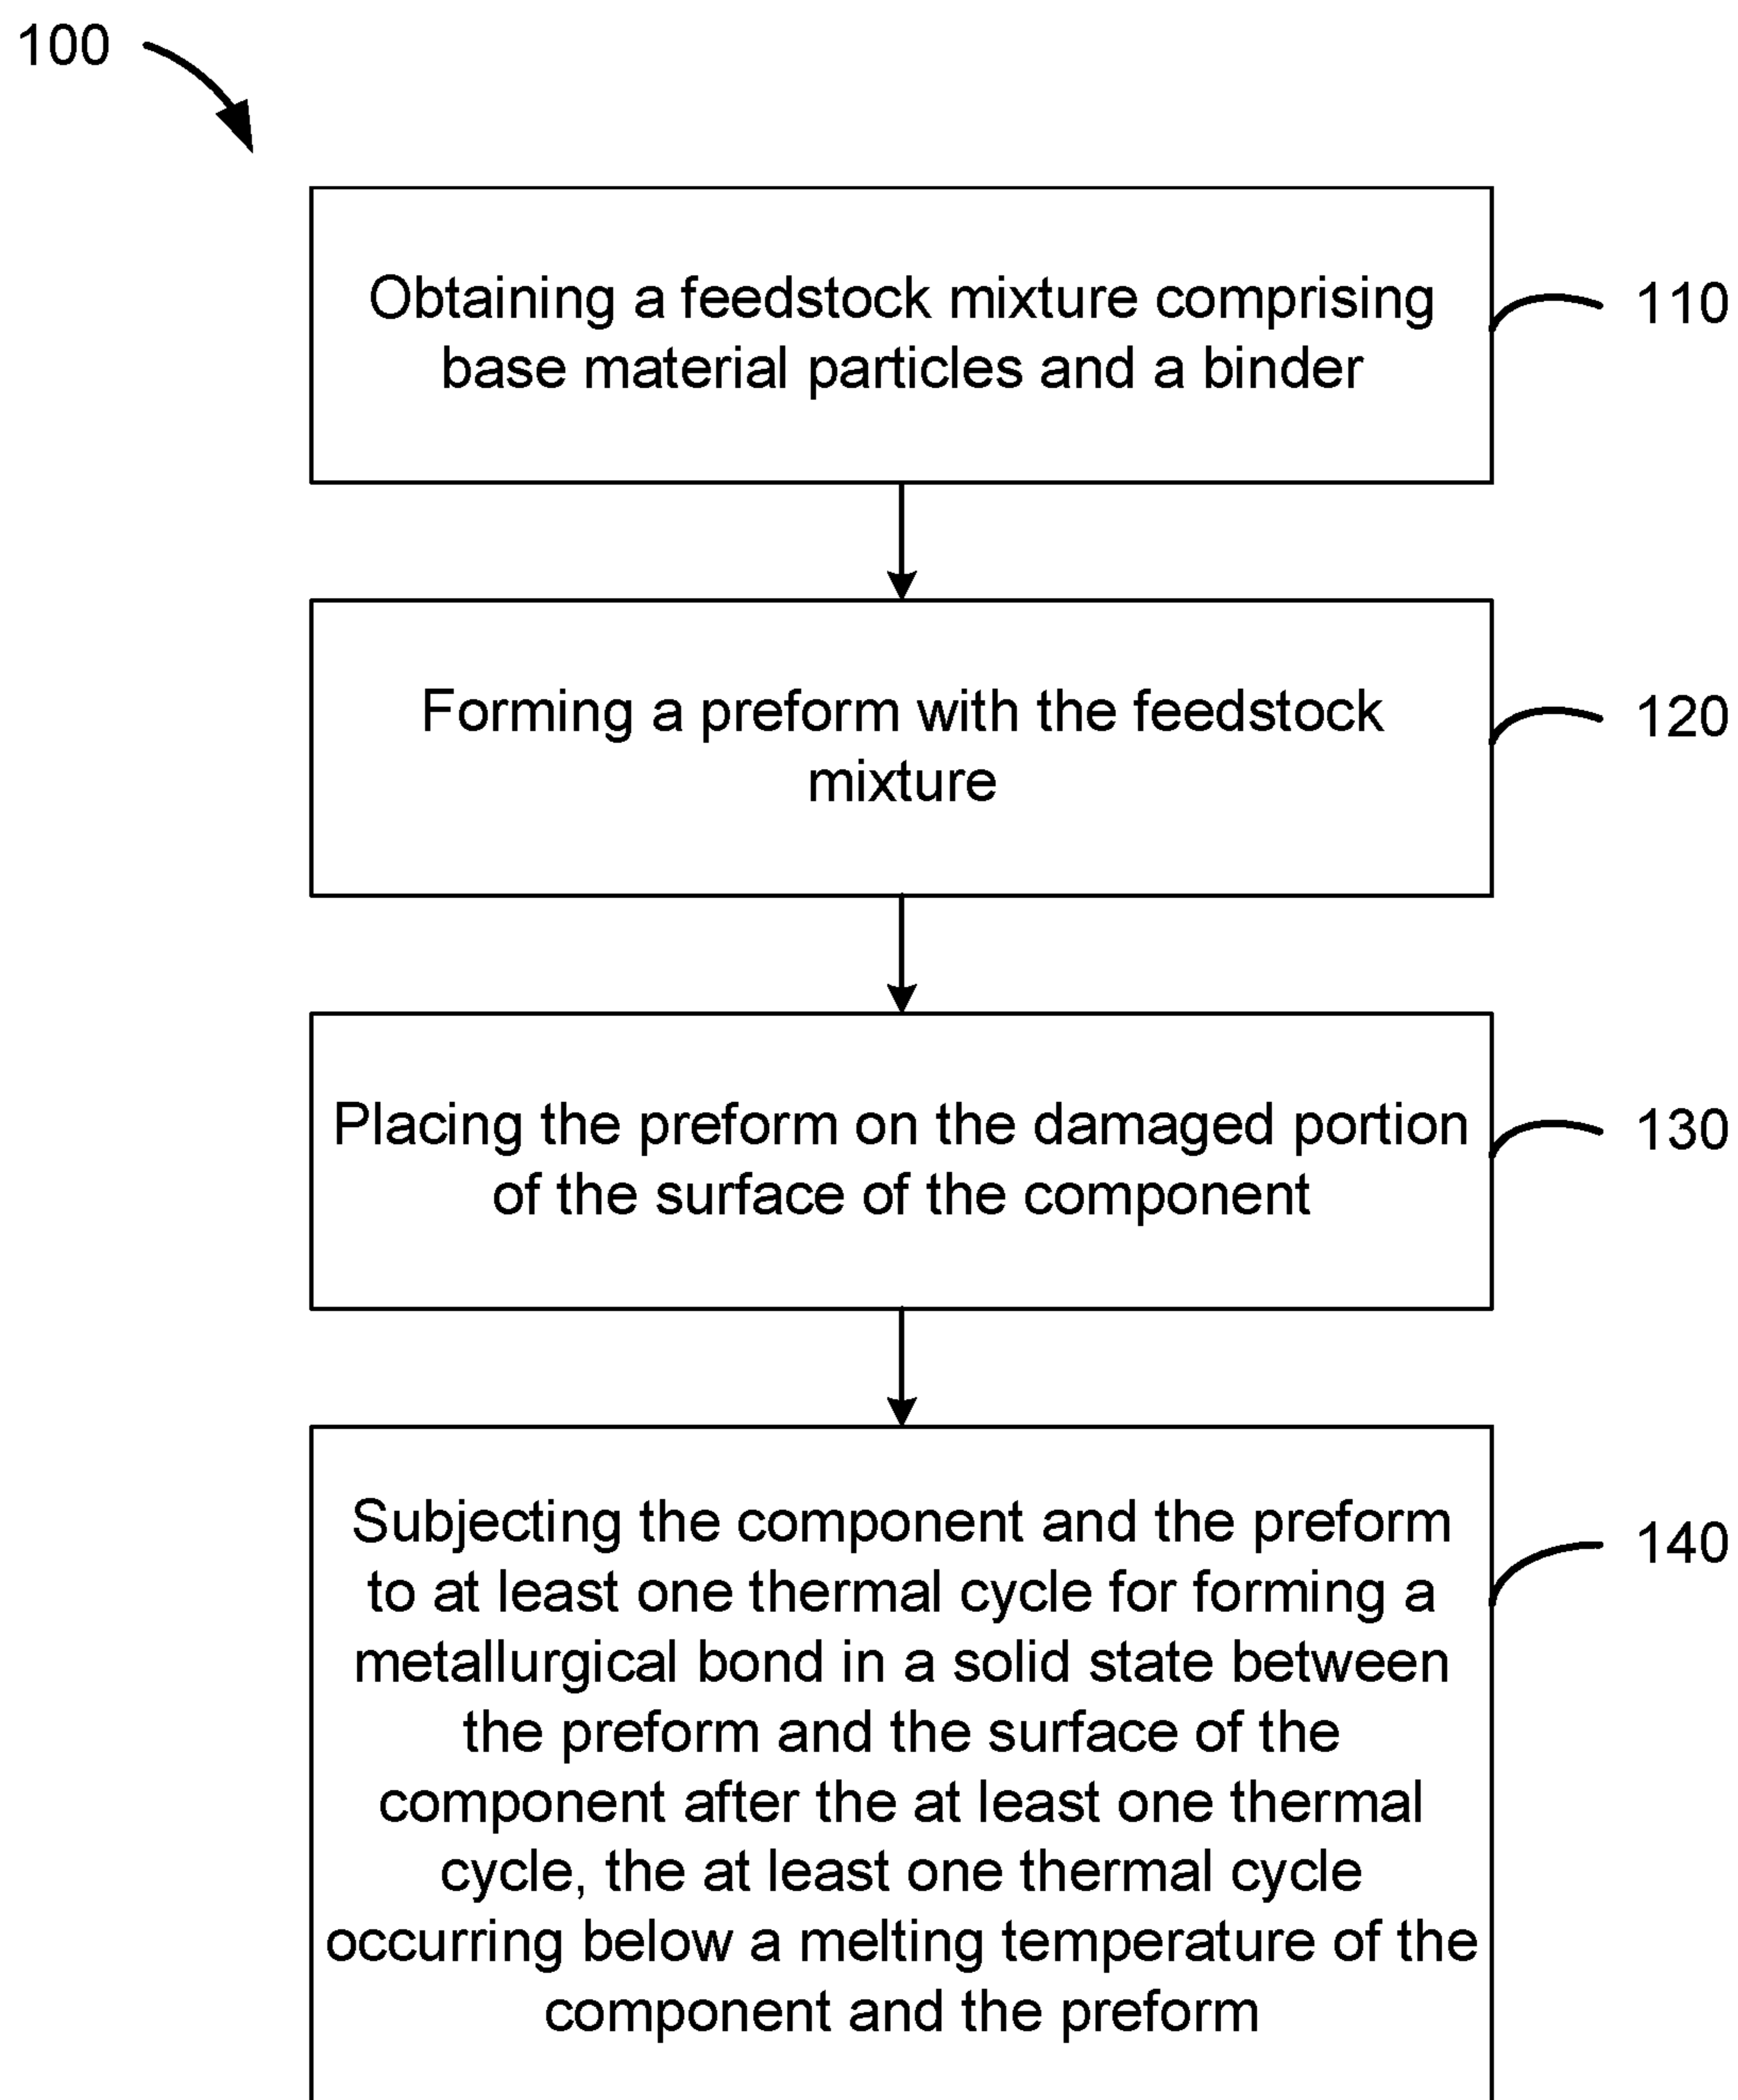 100
Obtaining a feedstock mixture comprising
base material particles and a binder
110
Forming a preform with the feedstock
mixture
120
Placing the preform on the damaged portion
of the surface of the component
130
Subjecting the component and the preform
to at least one thermal cycle for forming a
metallurgical bond in a solid state between
the preform and the surface of the
component after the at least one thermal
cycle, the at least one thermal cycle
occurring below a melting temperature of the
component and the preform
140